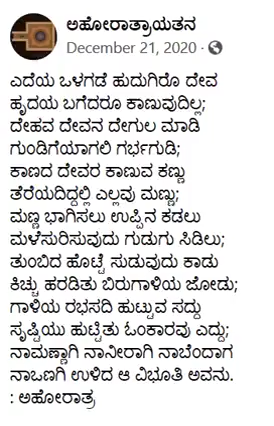 ಅಹೋರಾತ್ರಾಯತನ
December 21, 2020 ·
ಎದೆಯ ಒಳಗಡೆ ಹುದುಗಿರೊ ದೇವ
ಹೃದಯ ಬಗೆದರೂ ಕಾಣುವುದಿಲ್ಲ;
ದೇಹವ ದೇವನ ದೇಗುಲ ಮಾಡಿ
ಗುಂಡಿಗೆಯಾಗಲಿ ಗರ್ಭಗುಡಿ;
ಕಾಣದ ದೇವರ ಕಾಣುವ ಕಣ್ಣು
ತೆರೆಯದಿದ್ದಲ್ಲಿ ಎಲ್ಲವು ಮಣ್ಣು;
ಮಣ್ಣ ಭಾಗಿಸಲು ಉಪ್ಪಿನ ಕಡಲು
ಮಳೆಸುರಿಸುವುದು ಗುಡುಗು ಸಿಡಿಲು;
ತುಂಬಿದ ಹೊಟ್ಟೆ ಸುಡುವುದು ಕಾಡು
ಕಿಚ್ಚು ಹರಡಿತು ಬಿರುಗಾಳಿಯ ಜೋಡು;
ಗಾಳಿಯ ರಭಸದಿ ಹುಟ್ಟುವ ಸದ್ದು
ಸೃಷ್ಟಿಯು ಹುಟ್ಟಿತು ಓಂಕಾರವು ಎದ್ದು;
ನಾಮಣ್ಣಾಗಿ ನಾನೀರಾಗಿ ನಾಬೆಂದಾಗ
ನಾಒಣಗಿ ಉಳಿದ ಆ ವಿಭೂತಿ ಅವನು.
: ಅಹೋರಾತ್ರ